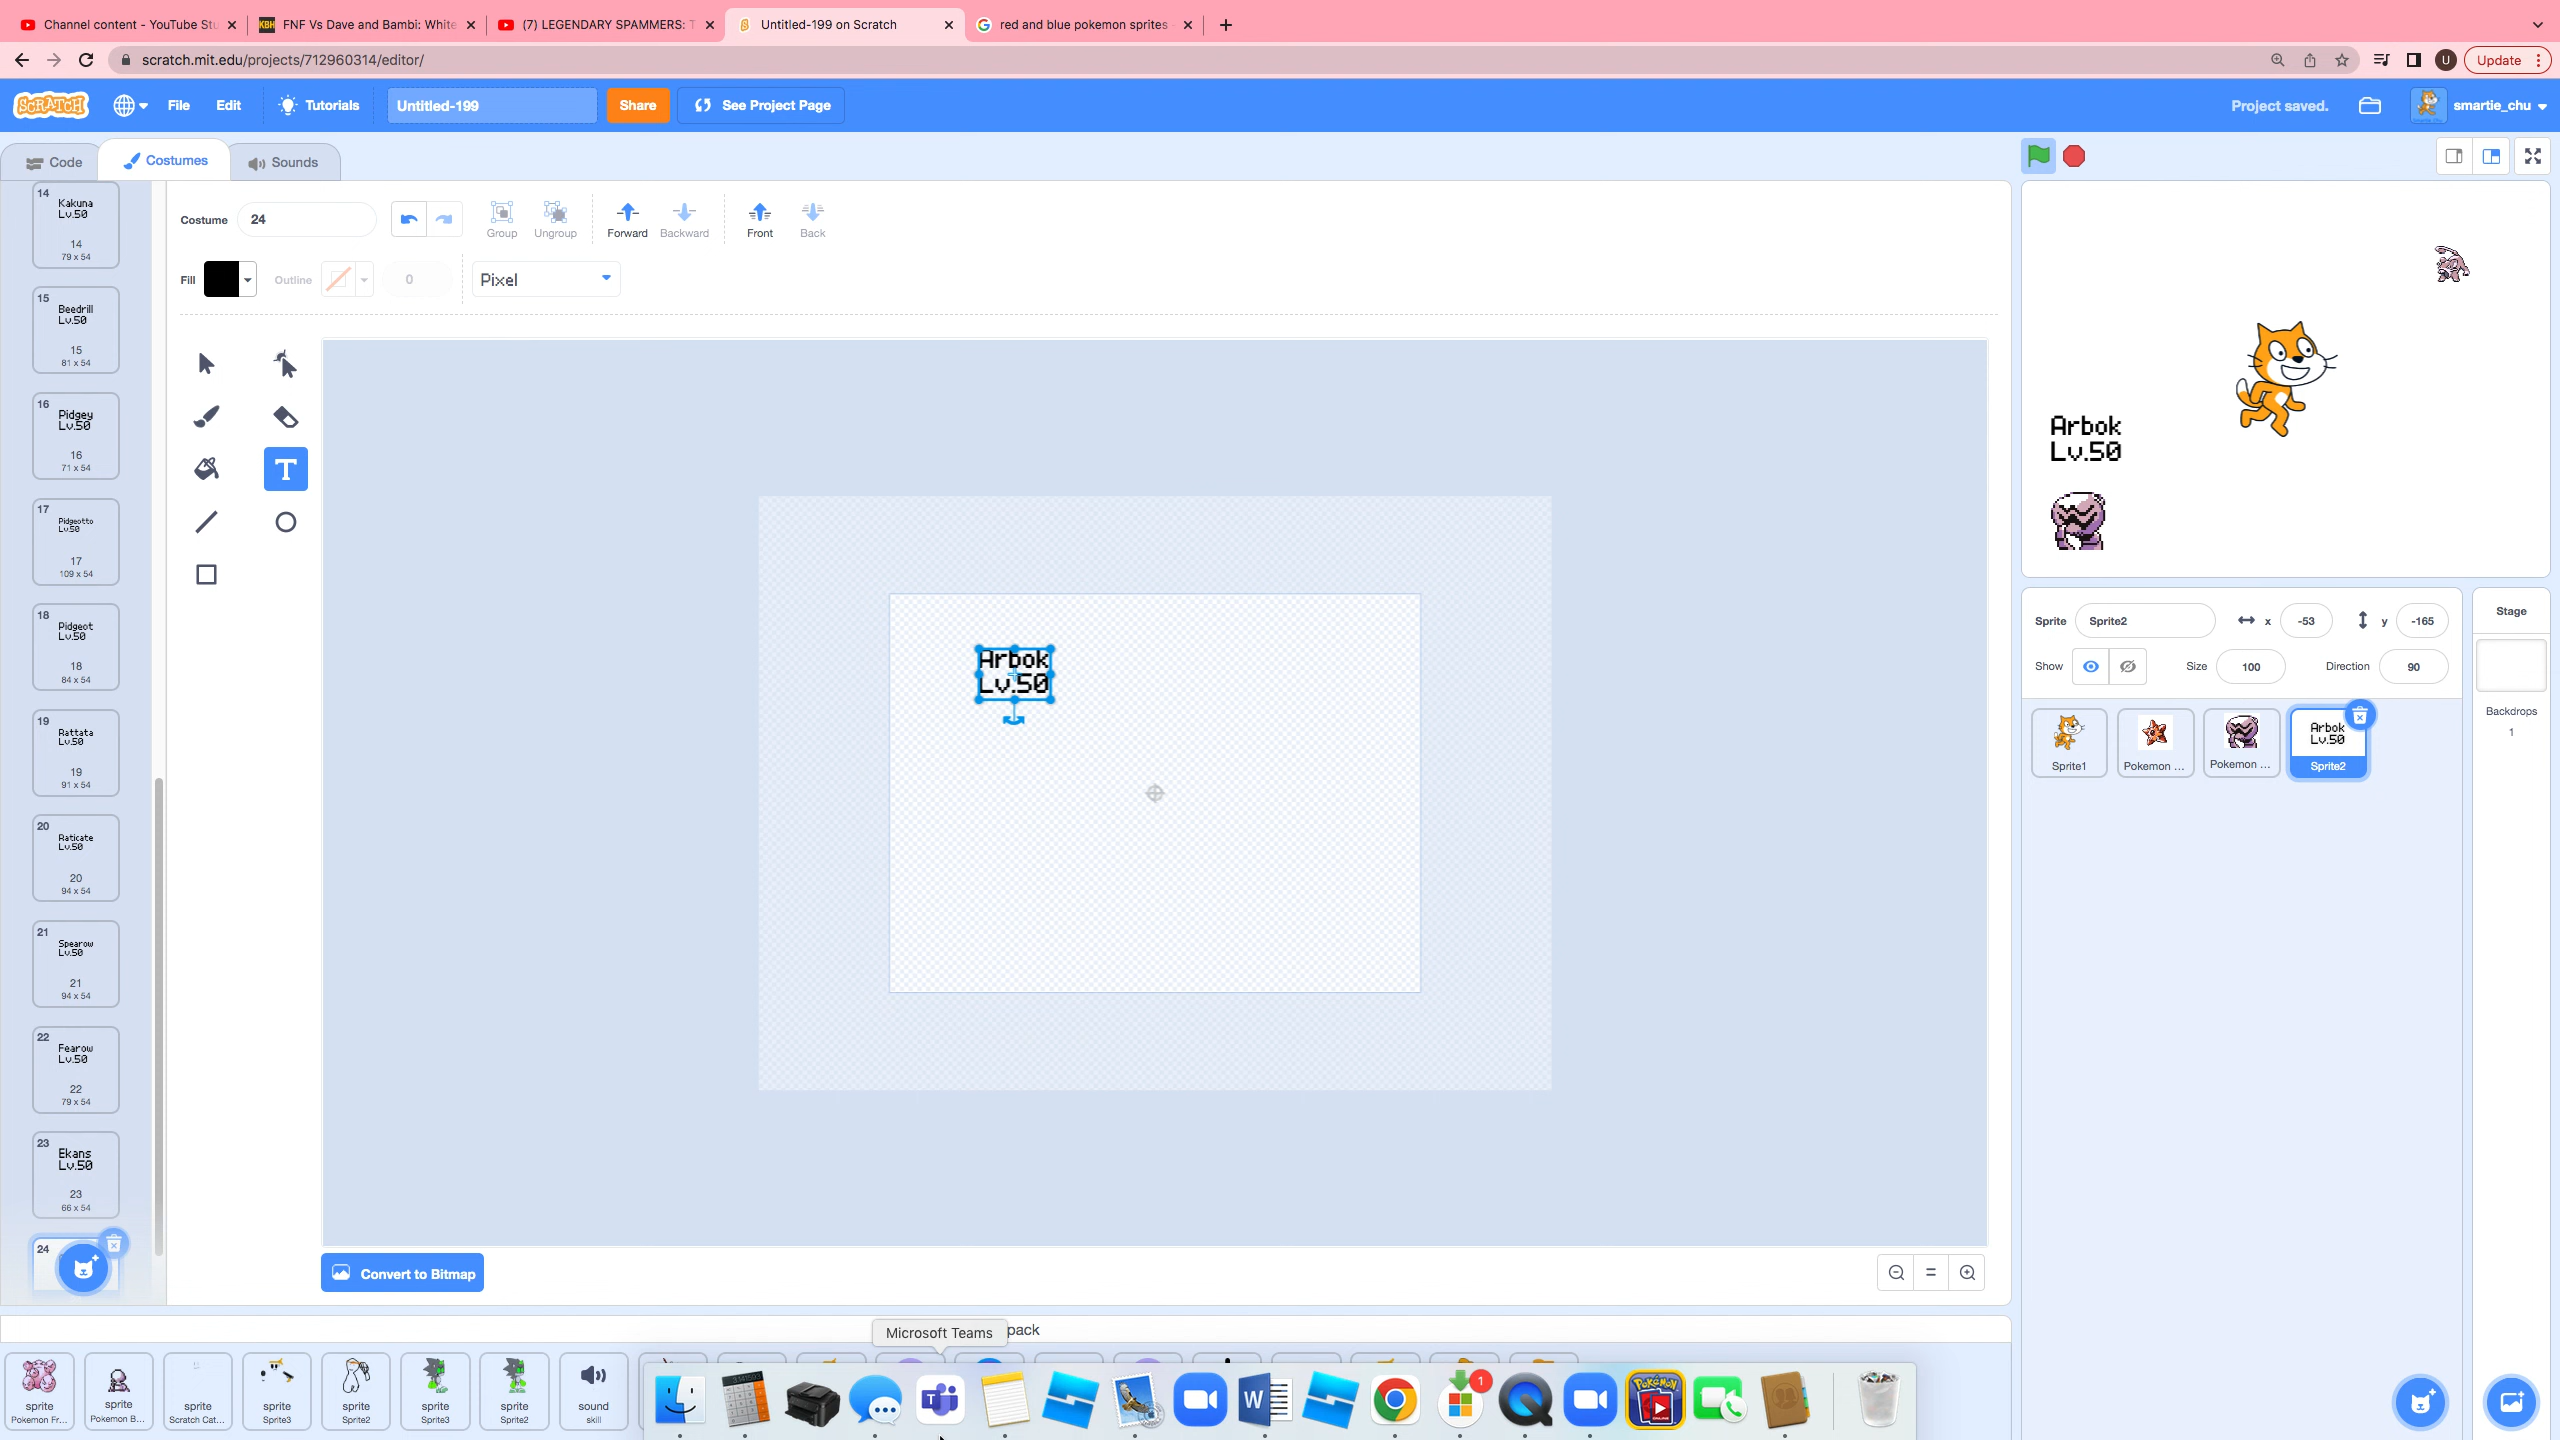 Channel content - YouTube Stu
KBH FNF Vs Dave and Bambi: White
(7) LEGENDARY SPAMMERS: T
Untitled-199 on Scratch
red and blue pokemon sprites
scratch.mit.edu/projects/712960314/editor/
U
Update
SCRATCH
File
Edit
Tutorials
Untitled-199
Share
See Project Page
Project saved.
smartie_chu
Code
Costumes
Sounds
14
Kakuna
Lv.50
14
79 x 54
15
Beedrill
Lv.50
15
81 x 54
16
Pidgey
Lv.50
16
71 x 54
17
Pidgeotto
Lv.50
17
109 x 54
18
Pidgeot
Lv.50
18
84 x 54
19
Rattata
Lv.50
19
91 x 54
20
Raticate
Lv.50
20
94 x 54
21
Spearow
Lv.50
21
94 x 54
22
Fearow
Lv.50
22
79 x 54
23
Ekans
Lv.50
23
66 x 54
24
Costume
24
Group
Ungroup
Forward
Backward
Front
Back
Fill
Outline
0
Pixel
T
Arbok
Lv.50
Convert to Bitmap
Arbok
Lv.50
Sprite
Sprite2
x
-53
y
-165
Show
Size
100
Direction
90
Sprite1
Pokemon ...
Pokemon ...
Arbok
Lv.50
Sprite2
Stage
Backdrops
1
Microsoft Teams
pack
sprite
Pokemon Fr...
sprite
Pokemon B...
sprite
Scratch Cat...
sprite
Sprite3
sprite
Sprite2
sprite
Sprite3
sprite
Sprite2
sound
skill
1